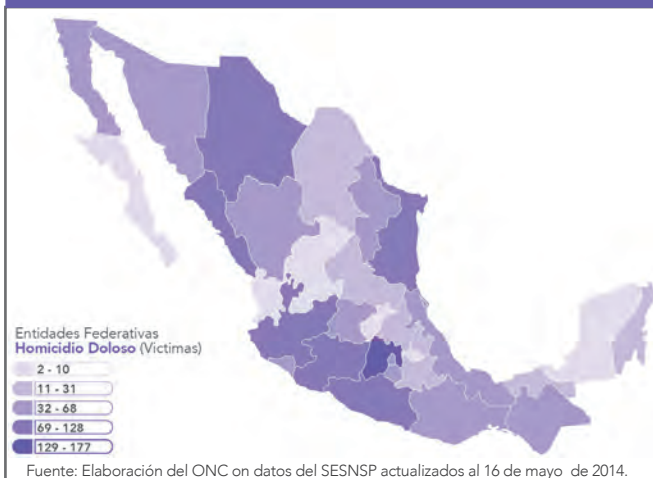 Entidades Federativas
Homicidio Doloso (Victimas)
2 - 10
11 - 31
32 - 68
69 - 128
129 - 177
Fuente: Elaboración del ONC on datos del SESNSP actualizados al 16 de mayo de 2014.